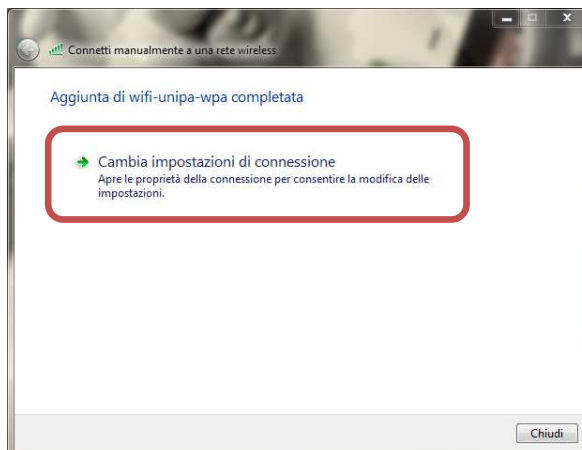 Connetti manualmente a una rete wireless
Aggiunta di wifi-unipa-wpa completata
Cambia impostazioni di connessione
Apre le proprietà della connessione per consentire la modifica delle
impostazioni.
Chiudi